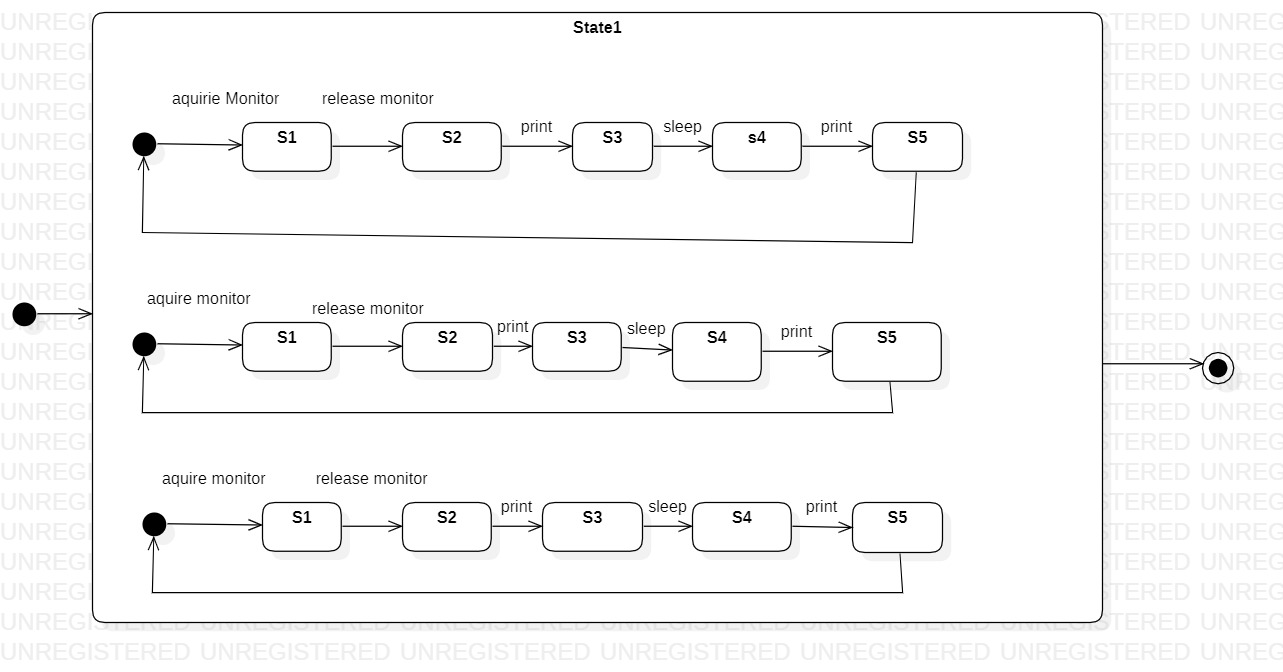 State1
aquirie Monitor release monitor
print sleep print
S1 S2 S3 s4 S5
aquire monitor release monitor
print sleep print
S1 S2 S3 S4 S5
aquire monitor release monitor
print sleep print
S1 S2 S3 S4 S5
UNREGISTERED UNREGISTERED UNREGISTERED UNREGISTERED UNREGISTERED UNREGISTERED